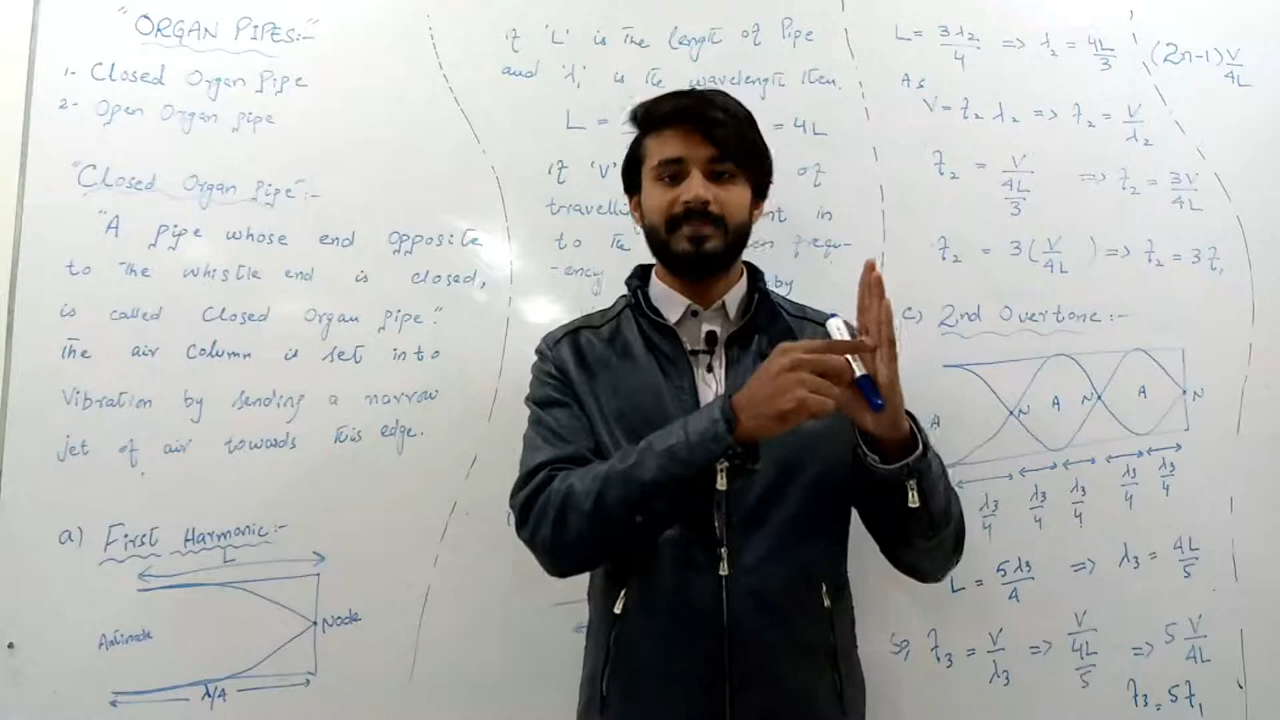 "ORGAN PIPES:-"
1- Closed Organ Pipe
2- Open Organ pipe
"Closed Organ Pipe":-
"A pipe whose end opposite
to the whistle end is closed,
is called Closed Organ pipe."
The air Column is set into
Vibration by sending a narrow
jet of air towards this edge.
a) First Harmonic:-
L
Antinode
Node
λ/4
if 'L' is the length of Pipe
and 'λ₁' is the wavelength then.
L = = 4L
if 'V' of
in
to the frequ-
-ency by
L = 3λ₂/4 => λ₂ = 4L/3
As
V = f₂ λ₂ => f₂ = V/λ₂
f₂ = V/(4L/3) => f₂ = 3V/4L
f₂ = 3(V/4L) => f₂ = 3f₁
c) 2nd Overtone:-
A N A N A N
λ₃/4 λ₃/4 λ₃/4 λ₃/4 λ₃/4
L = 5λ₃/4 => λ₃ = 4L/5
So, f₃ = V/λ₃ => V/(4L/5) => 5 V/4L
f₃ = 5f₁
(2n-1) V/4L